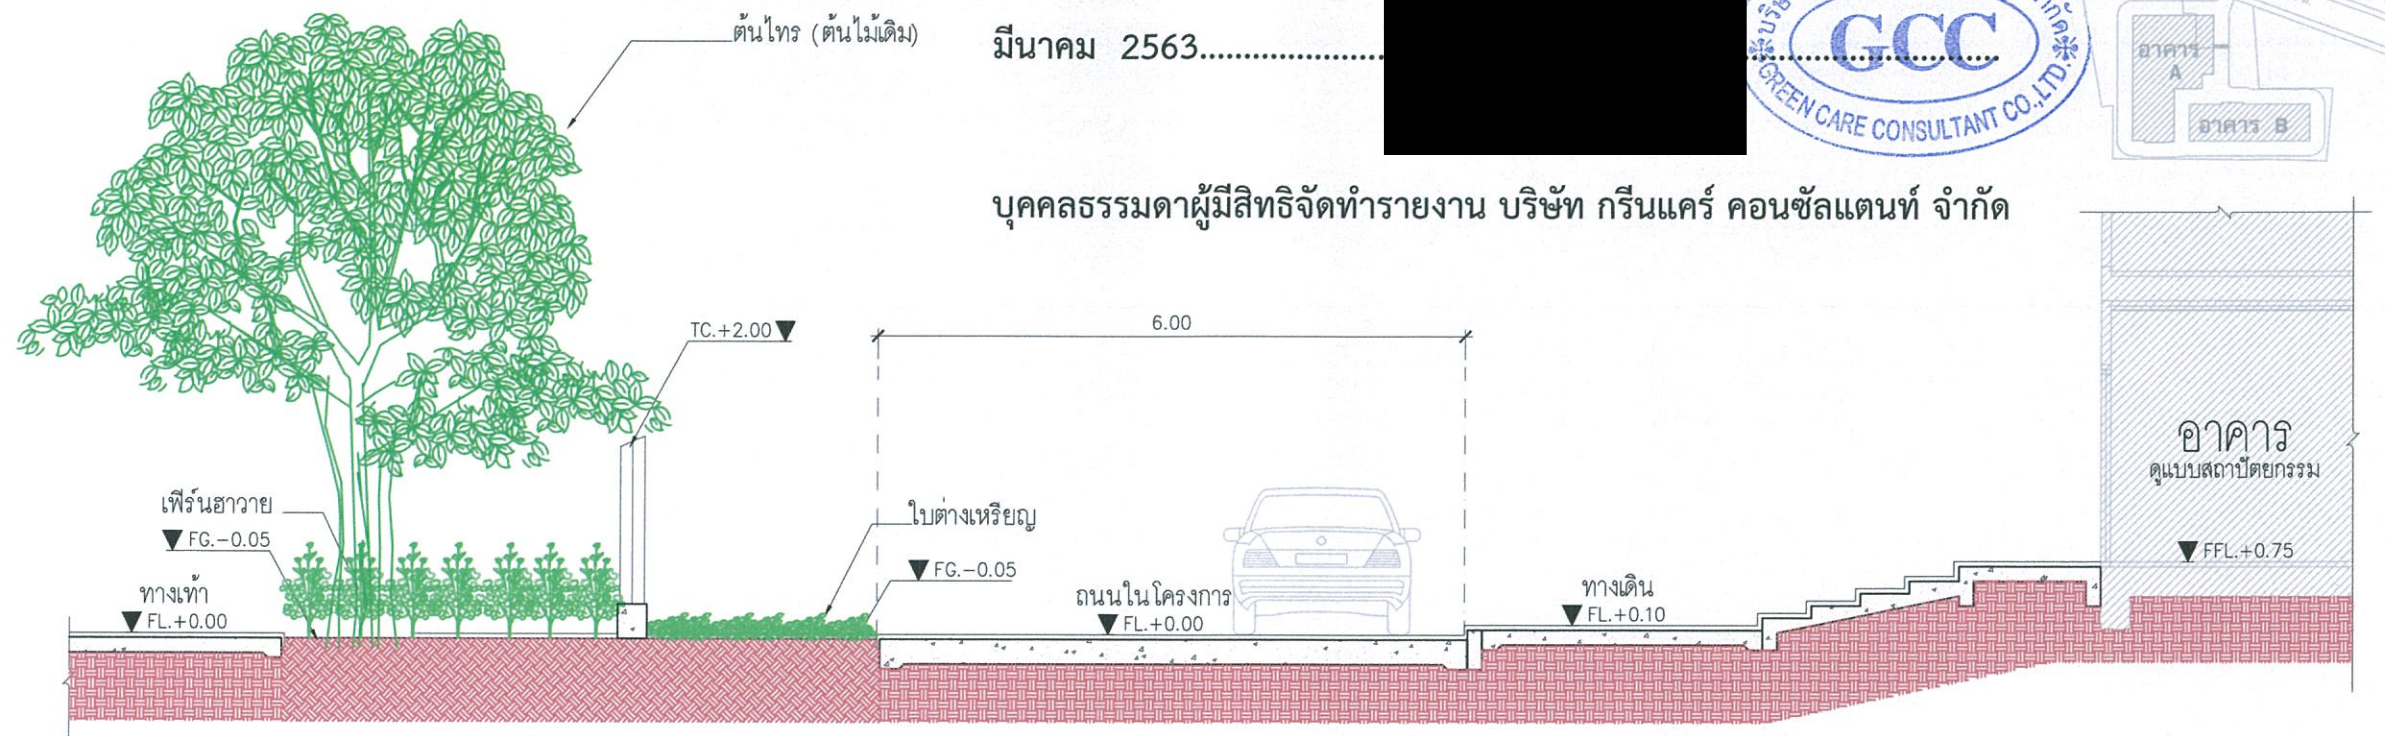 ต้นไทร (ต้นไม้เดิม)
มีนาคม 2563
GCC
GREEN CARE CONSULTANT CO.,LTD.
อาคาร A
อาคาร B
บุคคลธรรมดาผู้มีสิทธิจัดทำรายงาน บริษัท กรีนแคร์ คอนซัลแตนท์ จำกัด
TC.+2.00
6.00
อาคาร
ดูแบบสถาปัตยกรรม
เฟิร์นฮาวาย
FG.-0.05
ใบต่างเหรียญ
FG.-0.05
FFL.+0.75
ทางเท้า
FL.+0.00
ถนนในโครงการ
FL.+0.00
ทางเดิน
FL.+0.10